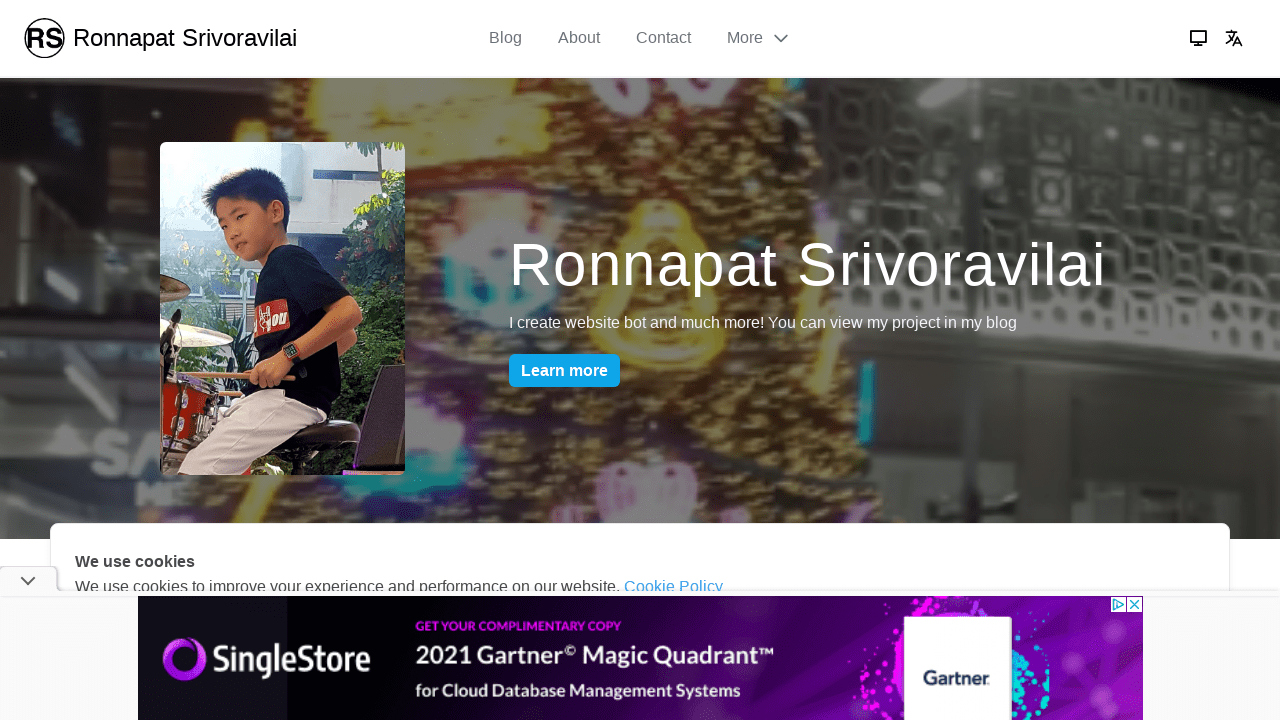 RS Ronnapat Srivoravilai
Blog
About
Contact
More
Ronnapat Srivoravilai
I create website bot and much more! You can view my project in my blog
Learn more
We use cookies
We use cookies to improve your experience and performance on our website. Cookie Policy
GET YOUR COMPLIMENTARY COPY
SingleStore
2021 Gartner© Magic Quadrant™
for Cloud Database Management Systems
Gartner